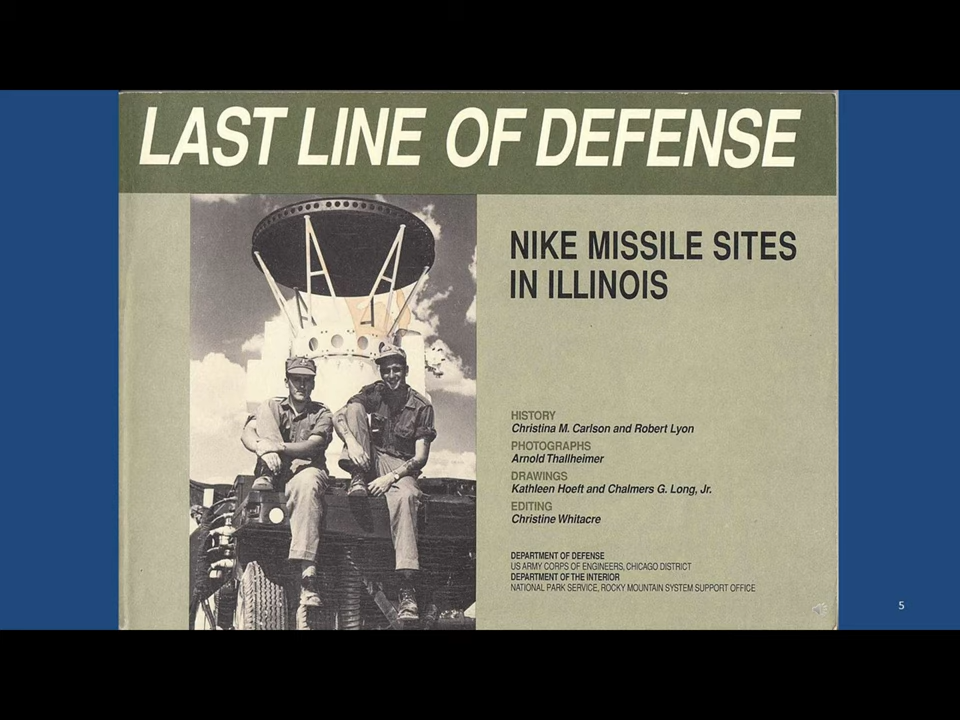 LAST LINE OF DEFENSE
NIKE MISSILE SITES
IN ILLINOIS
HISTORY
Christina M. Carlson and Robert Lyon
PHOTOGRAPHS
Arnold Thallheimer
DRAWINGS
Kathleen Hoeft and Chalmers G. Long, Jr.
EDITING
Christine Whitacre
DEPARTMENT OF DEFENSE
US ARMY CORPS OF ENGINEERS, CHICAGO DISTRICT
DEPARTMENT OF THE INTERIOR
NATIONAL PARK SERVICE, ROCKY MOUNTAIN SYSTEM SUPPORT OFFICE
5